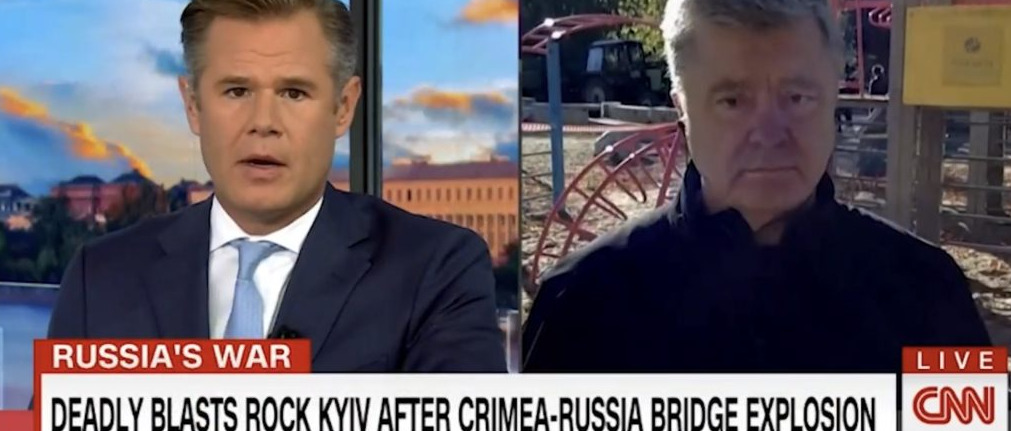 RUSSIA'S WAR
LIVE
DEADLY BLASTS ROCK KYIV AFTER CRIMEA-RUSSIA BRIDGE EXPLOSION
CNN